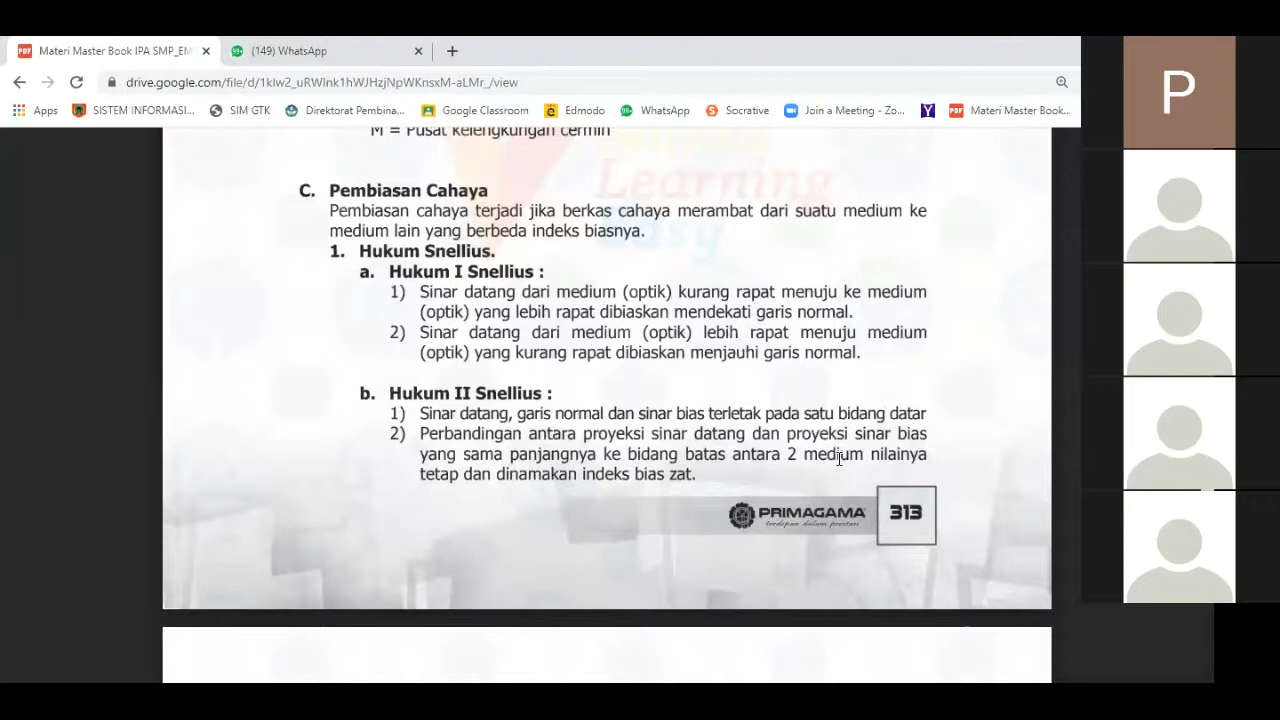 Materi Master Book IPA SMP_EM
(149) WhatsApp
drive.google.com/file/d/1klw2_uRWlnk1hWJHzjNpWKnsxM-aLMr_/view
Apps
SISTEM INFORMASI...
SIM GTK
Direktorat Pembina...
Google Classroom
Edmodo
WhatsApp
Socrative
Join a Meeting - Zo...
Materi Master Book...
P
M = Pusat kelengkungan cermin
Learning
Easy
C. Pembiasan Cahaya
Pembiasan cahaya terjadi jika berkas cahaya merambat dari suatu medium ke
medium lain yang berbeda indeks biasnya.
1. Hukum Snellius.
a. Hukum I Snellius :
1) Sinar datang dari medium (optik) kurang rapat menuju ke medium
(optik) yang lebih rapat dibiaskan mendekati garis normal.
2) Sinar datang dari medium (optik) lebih rapat menuju medium
(optik) yang kurang rapat dibiaskan menjauhi garis normal.
b. Hukum II Snellius :
1) Sinar datang, garis normal dan sinar bias terletak pada satu bidang datar
2) Perbandingan antara proyeksi sinar datang dan proyeksi sinar bias
yang sama panjangnya ke bidang batas antara 2 medium nilainya
tetap dan dinamakan indeks bias zat.
PRIMAGAMA
terdepan dalam prestasi
313